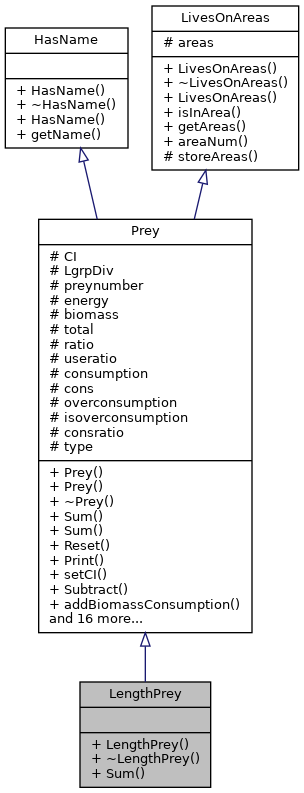 HasName
+ HasName()
+ ~HasName()
+ HasName()
+ getName()
LivesOnAreas
# areas
+ LivesOnAreas()
+ ~LivesOnAreas()
+ LivesOnAreas()
+ isInArea()
+ getAreas()
+ areaNum()
# storeAreas()
Prey
# CI
# LgrpDiv
# preynumber
# energy
# biomass
# total
# ratio
# useratio
# consumption
# cons
# overconsumption
# isoverconsumption
# consratio
# type
+ Prey()
+ Prey()
+ ~Prey()
+ Sum()
+ Sum()
+ Reset()
+ Print()
+ setCI()
+ Subtract()
+ addBiomassConsumption()
and 16 more...
LengthPrey
+ LengthPrey()
+ ~LengthPrey()
+ Sum()